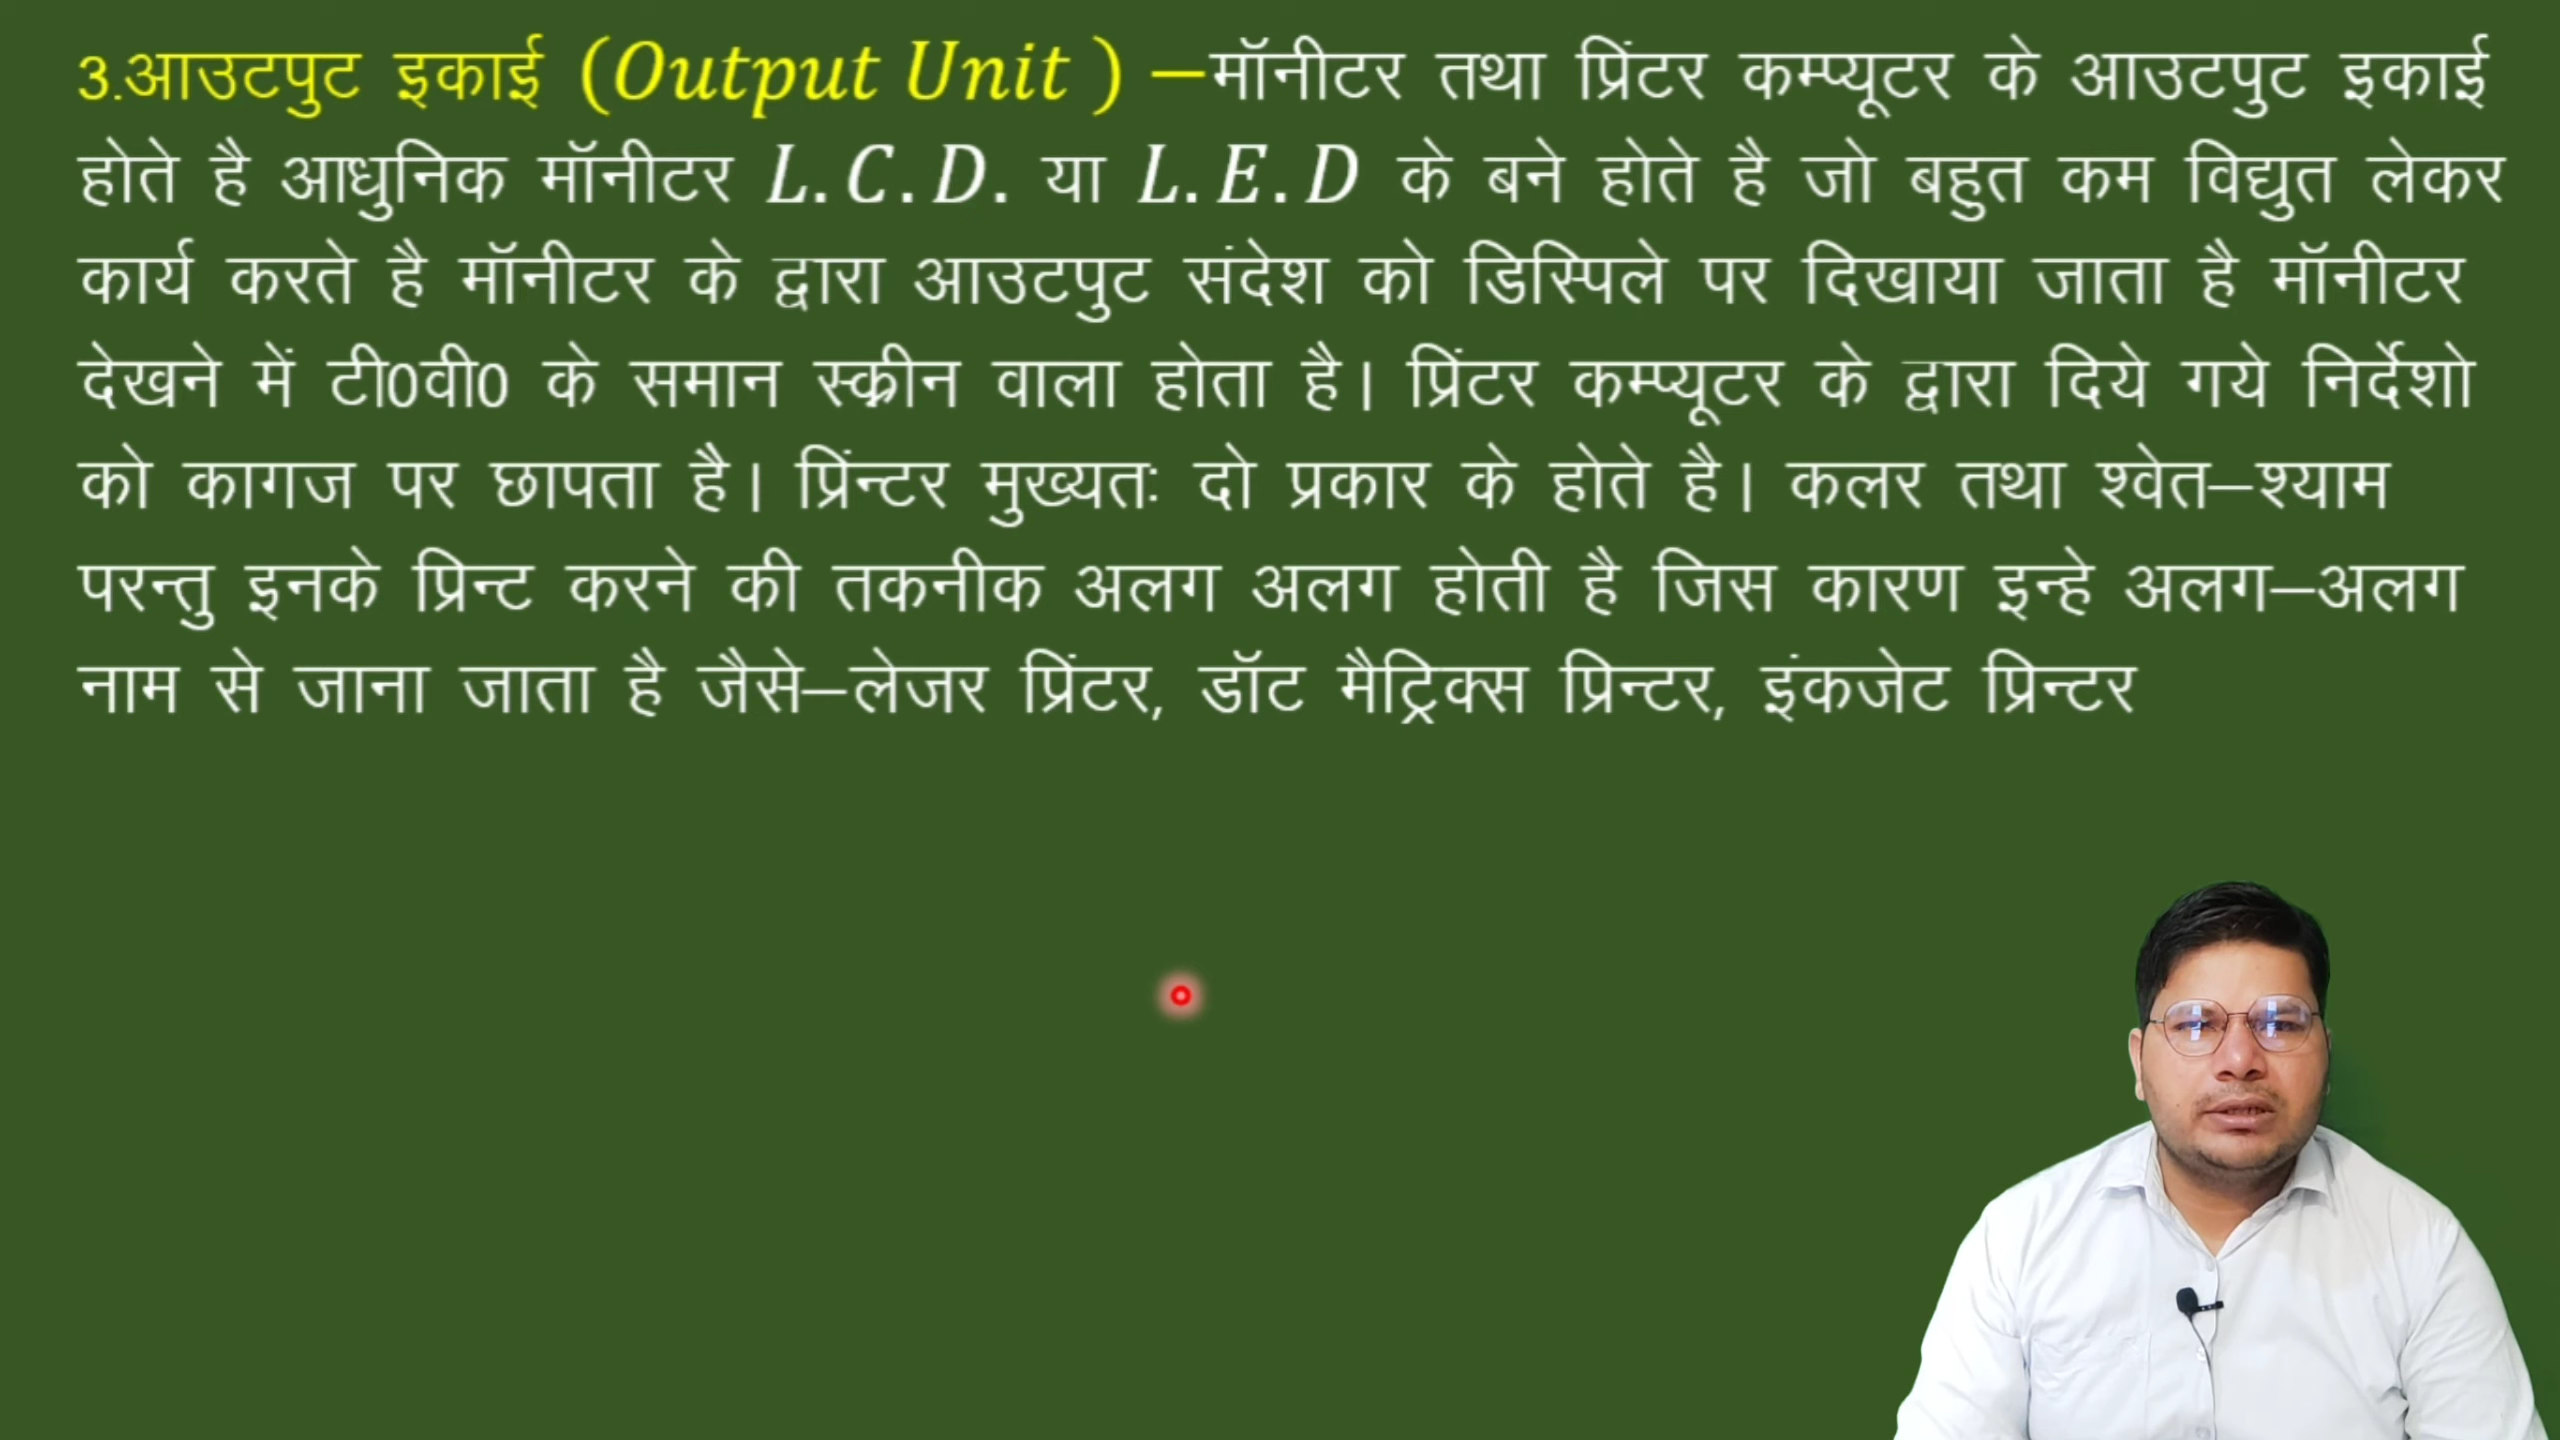 3.आउटपुट इकाई (Output Unit ) –मॉनीटर तथा प्रिंटर कम्प्यूटर के आउटपुट इकाई
होते है आधुनिक मॉनीटर L.C.D. या L.E.D के बने होते है जो बहुत कम विद्युत लेकर
कार्य करते है मॉनीटर के द्वारा आउटपुट संदेश को डिस्पिले पर दिखाया जाता है मॉनीटर
देखने में टी0वी0 के समान स्क्रीन वाला होता है। प्रिंटर कम्प्यूटर के द्वारा दिये गये निर्देशो
को कागज पर छापता है। प्रिंन्टर मुख्यतः दो प्रकार के होते है। कलर तथा श्वेत–श्याम
परन्तु इनके प्रिन्ट करने की तकनीक अलग अलग होती है जिस कारण इन्हे अलग–अलग
नाम से जाना जाता है जैसे–लेजर प्रिंटर, डॉट मैट्रिक्स प्रिन्टर, इंकजेट प्रिन्टर